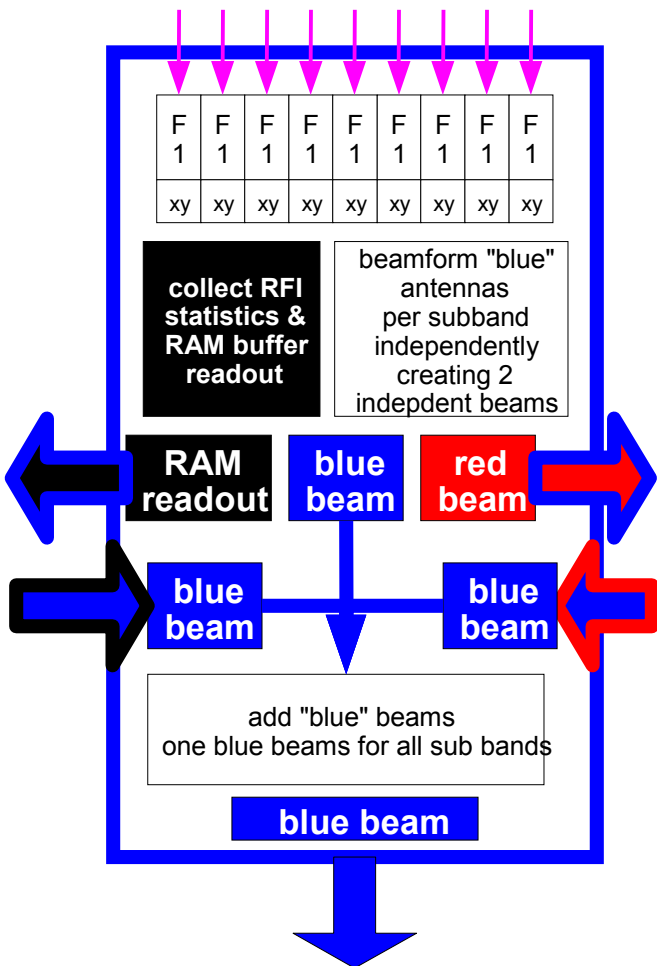 F F F F F F F F F
1 1 1 1 1 1 1 1 1
xy xy xy xy xy xy xy xy xy
collect RFI
statistics &
RAM buffer
readout
beamform "blue"
antennas
per subband
independently
creating 2
indepdent beams
RAM
readout
blue
beam
red
beam
blue
beam
blue
beam
add "blue" beams
one blue beams for all sub bands
blue beam